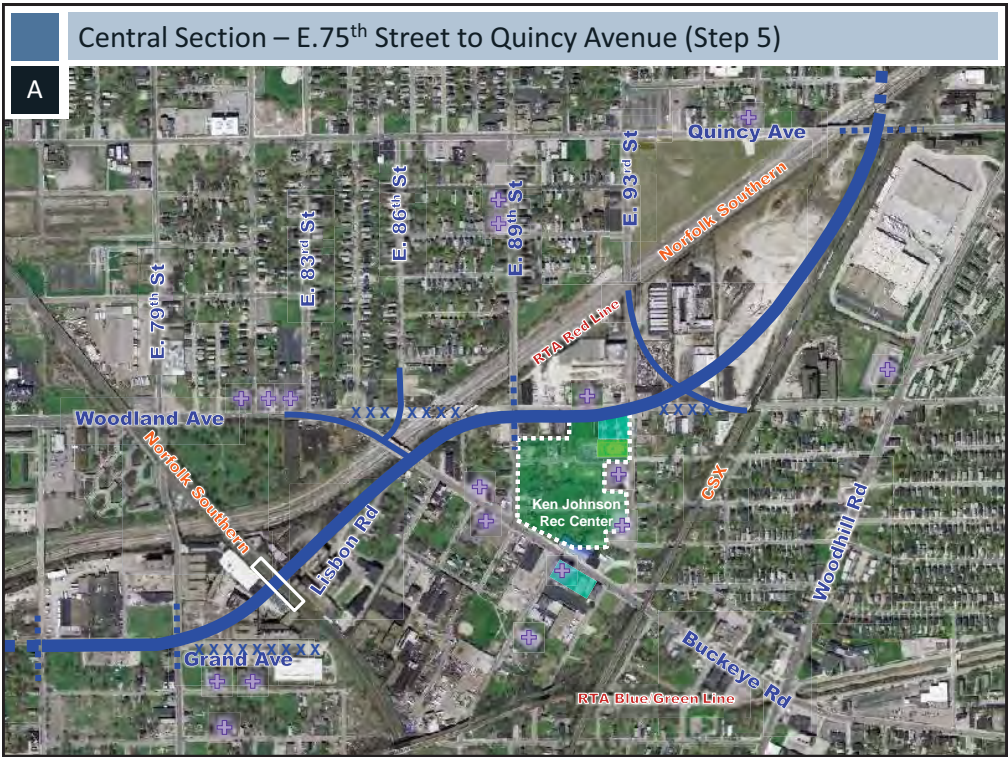 Central Section – E.75th Street to Quincy Avenue (Step 5)
A
Quincy Ave
E. 93rd St
Norfolk Southern
E. 86th St
E. 83rd St
E. 89th St
E. 79th St
RTA Red Line
Woodland Ave
X X X X X X X
X X X X
Norfolk Southern
CSX
Ken Johnson
Rec Center
Lisbon Rd
Woodhill Rd
X X X X X X X X X
Grand Ave
Buckeye Rd
RTA Blue Green Line